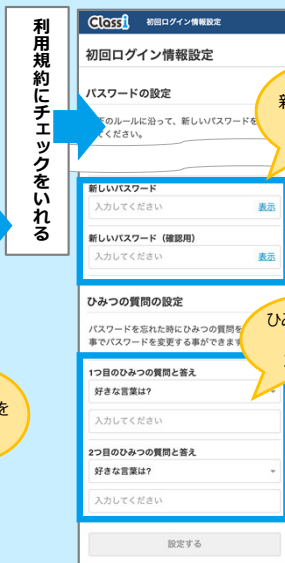 利用規約にチェックをいれる
Classi 初回ログイン情報設定
初回ログイン情報設定
パスワードの設定
下のルールに沿って、新しいパスワードを
てください。
新
新しいパスワード
入力してください 表示
新しいパスワード（確認用）
入力してください 表示
ひみつの質問の設定
ひみ
パスワードを忘れた時にひみつの質問を
事でパスワードを変更する事ができます
1つ目のひみつの質問と答え
好きな言葉は?
入力してください
を
2つ目のひみつの質問と答え
好きな言葉は?
入力してください
設定する